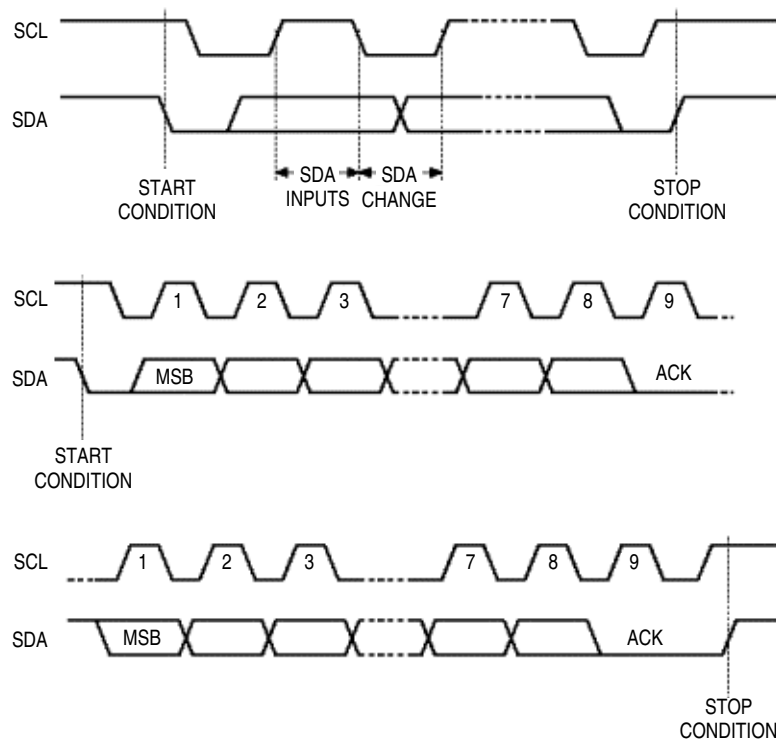 SCL
SDA
START
CONDITION
SDA
INPUTS
SDA
CHANGE
STOP
CONDITION
SCL
1 2 3 7 8 9
SDA
MSB
ACK
START
CONDITION
SCL
1 2 3 7 8 9
SDA
MSB
ACK
STOP
CONDITION